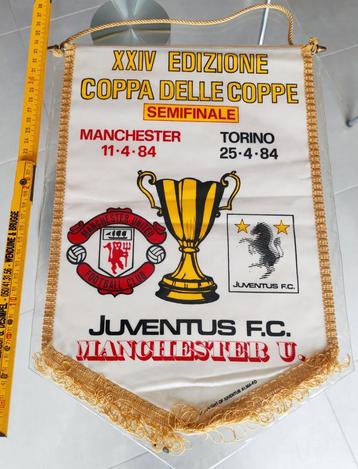 XXIV EDIZIONE
COPPA DELLE COPPE
SEMIFINALE
MANCHESTER
11·4·84
TORINO
25·4·84
MANCHESTER UNITED
FOOTBALL CLUB
JUVENTUS F.C.
JUVENTUS F.C.
MANCHESTER U.